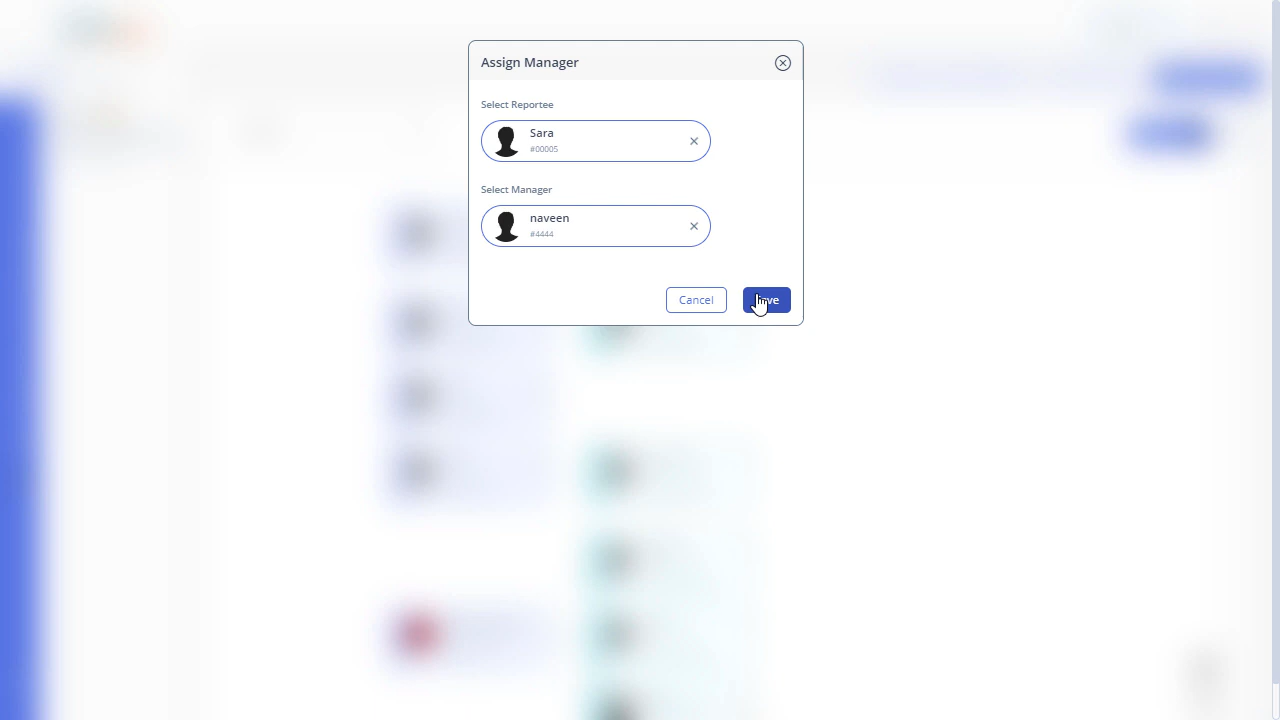 Assign Manager
Select Reportee
Sara
#00005
Select Manager
naveen
#4444
Cancel